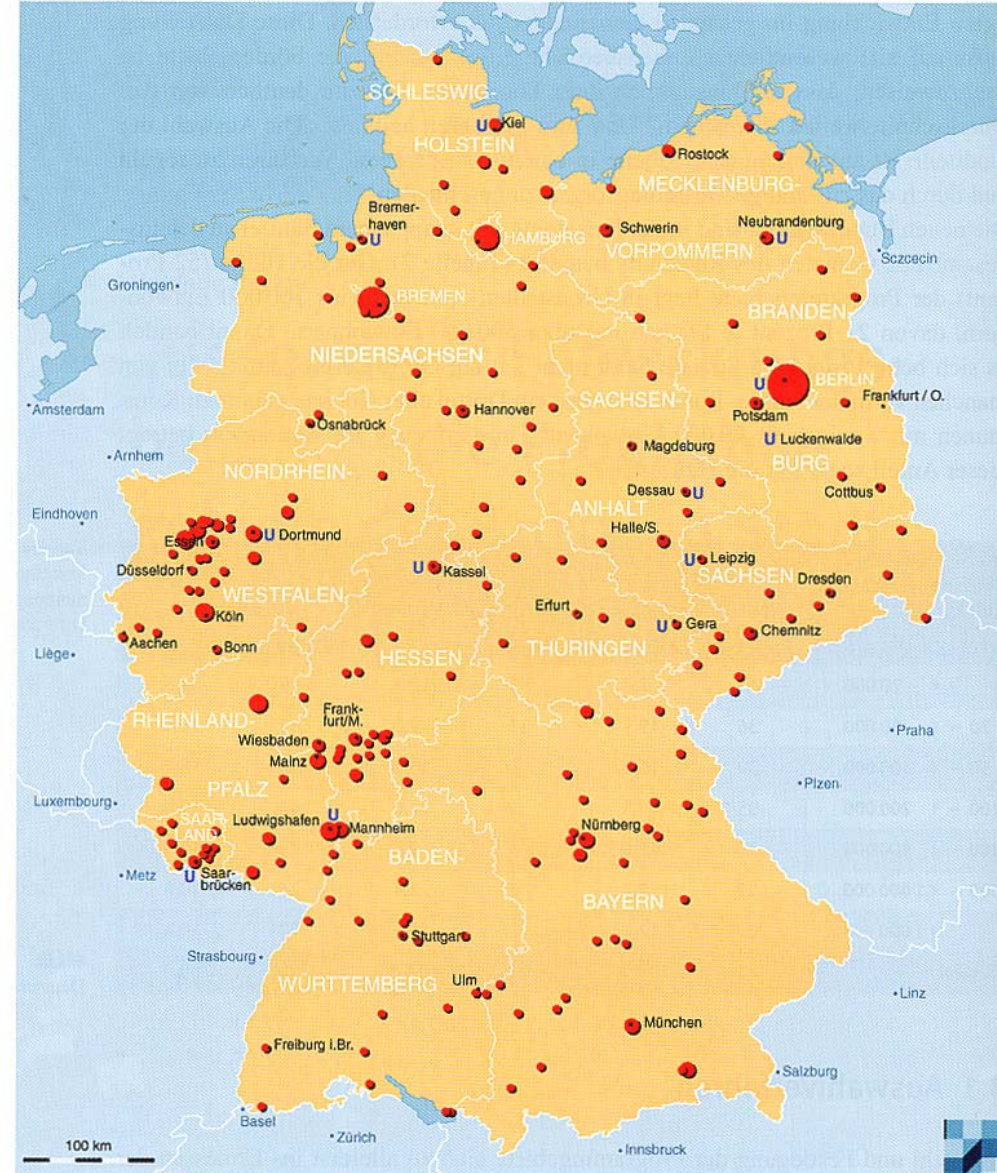 SCHLESWIG-
U Kiel
HOLSTEIN
Rostock
MECKLENBURG-
Bremer-
haven
U
HAMBURG
Schwerin
Neubrandenburg
U
VORPOMMERN
Sczcecin
Groningen
BREMEN
BRANDEN-
NIEDERSACHSEN
BERLIN
U
Amsterdam
SACHSEN-
Frankfurt / O.
Hannover
Potsdam
Osnabrück
U Luckenwalde
Arnhem
Magdeburg
BURG
NORDRHEIN-
Dessau U
Cottbus
Eindhoven
ANHALT
Halle/S.
Essen
U Dortmund
Düsseldorf
U Kassel
U Leipzig
SACHSEN
Dresden
WESTFALEN
Köln
Erfurt
U Gera
Chemnitz
Aachen
Bonn
Liège
HESSEN
THÜRINGEN
RHEINLAND-
Frank-
furt/M.
Praha
Wiesbaden
Mainz
PFALZ
Plzen
Luxembourg
SAAR-
LAND
Ludwigshafen
U
Mannheim
Nürnberg
BADEN-
Metz
U
Saar-
brücken
BAYERN
Stuttgart
Strasbourg
Ulm
WÜRTTEMBERG
Linz
München
Freiburg i.Br.
Salzburg
Basel
100 km
Zürich
Innsbruck